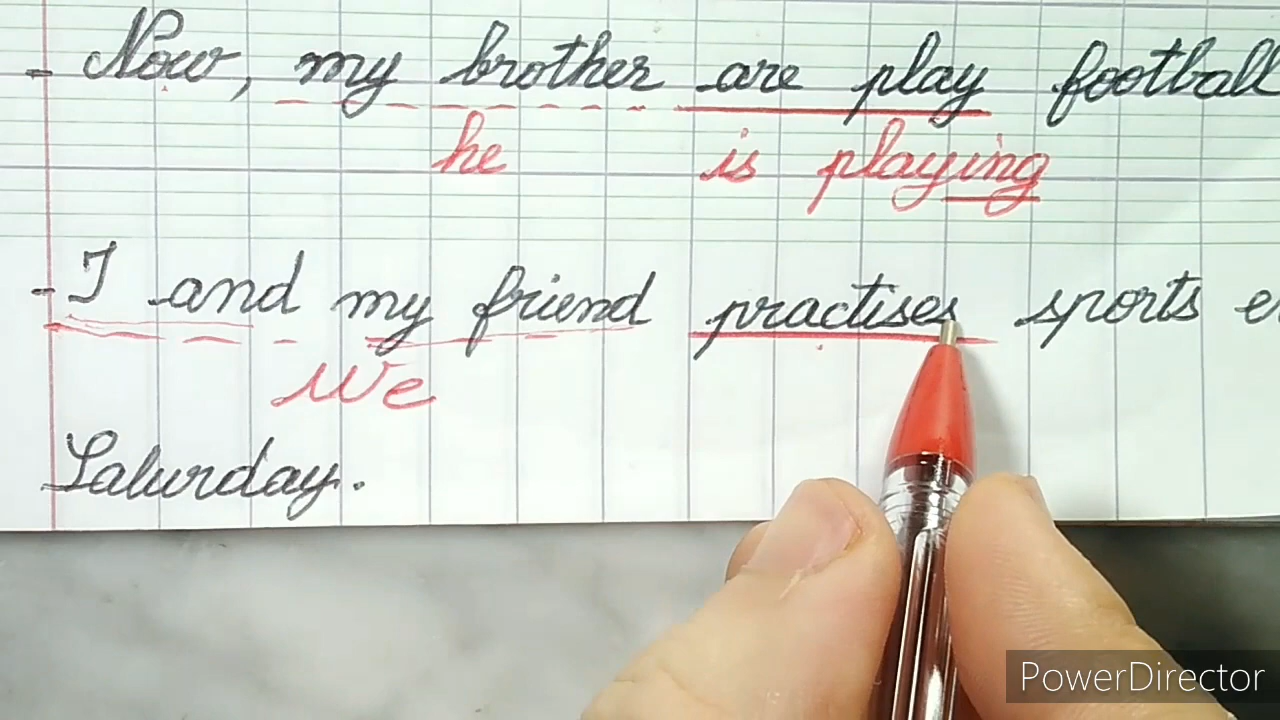 - Now, my brother are play football
he is playing
- I and my friend practises sports e
We
Saturday.
PowerDirector